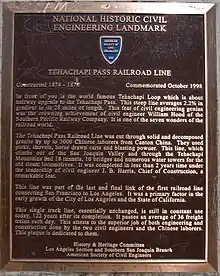 NATIONAL HISTORIC CIVIL
ENGINEERING LANDMARK
TEHACHAPI PASS RAILROAD LINE
Constructed 1874 - 1876 Commemorated October 1998
In front of you is the world famous Tehachapi Loop which is about
halfway upgrade to the Tehachapi Pass. This steep line averages 2.2% in
gradient in its 28 miles of length. This feat of civil engineering genius
was the crowning achievement of civil engineer William Hood of the
Southern Pacific Railroad Company. It is one of the seven wonders of the
railroad world.
The Tehachapi Pass Railroad Line was cut through solid and decomposed
granite by up to 3000 Chinese laborers from Canton China. They used
picks, shovels, horse drawn carts and blasting powder. This line, which
climbs out of the San Joaquin Valley and through the Tehachapi
Mountains had 18 tunnels, 10 bridges and numerous water towers for the
old steam locomotives. It was completed in less than 2 years time under
the leadership of civil engineer J. B. Harris, Chief of Construction, a
remarkable feat.
This line was part of the last and final link of the first railroad line
connecting San Francisco to Los Angeles. It was a primary factor in the
early growth of the City of Los Angeles and the State of California.
This single track line, essentially unchanged, is still in constant use
today, 122 years after its completion. It passes an average of 36 freight
trains each day. This attests to the superior job of both engineering and
construction done by the two civil engineers and the Chinese laborers.
This plaque is dedicated to them.
History & Heritage Committee
Los Angeles Section and Southern San Joaquin Branch
American Society of Civil Engineers